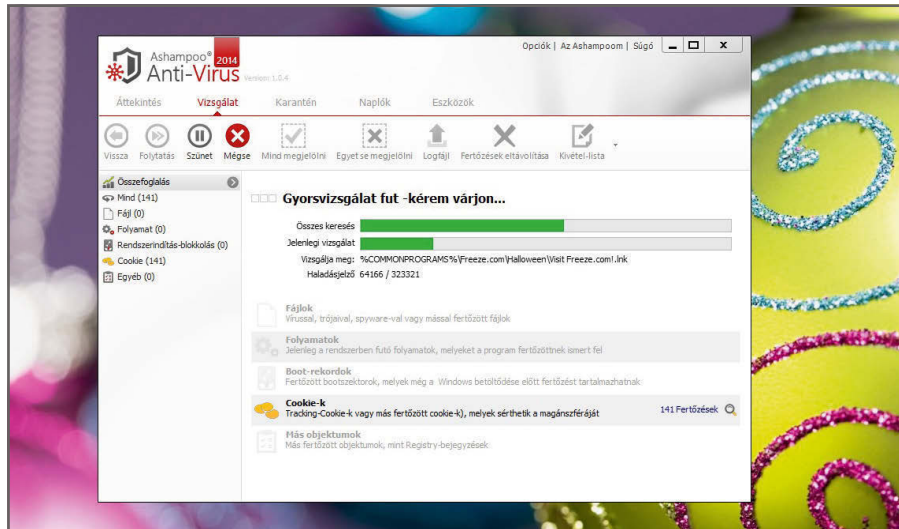 Ashampoo® 2014
Anti-Virus Version 1.0.4
Opciók | Az Ashampoom | Súgó
Áttekintés Vizsgálat Karantén Naplók Eszközök
Vissza Folytatás Szünet Mégse Mind megjelölni Egyet se megjelölni Logfájl Fertőzések eltávolítása Kivétel-lista
Összefoglalás
Mind (141)
Fájl (0)
Folyamat (0)
Rendszerindítás-blokkolás (0)
Cookie (141)
Egyéb (0)
Gyorsvizsgálat fut -kérem várjon...
Összes keresés
Jelenlegi vizsgálat
Vizsgálja meg: %COMMONPROGRAMS%\Freeze.com\Halloween\Visit Freeze.com!.lnk
Haladásjelző 64166 / 323321
Fájlok
Vírussal, trójaival, spyware-val vagy mással fertőzött fájlok
Folyamatok
Jelenleg a rendszerben futó folyamatok, melyeket a program fertőzöttnek ismert fel
Boot-rekordok
Fertőzött bootszektorok, melyek még a Windows betöltődése előtt fertőzést tartalmazhatnak
Cookie-k
Tracking-Cookie-k vagy más fertőzött cookie-k), melyek sérthetik a magánszféráját 141 Fertőzések
Más objektumok
Más fertőzött objektumok, mint Registry-bejegyzések